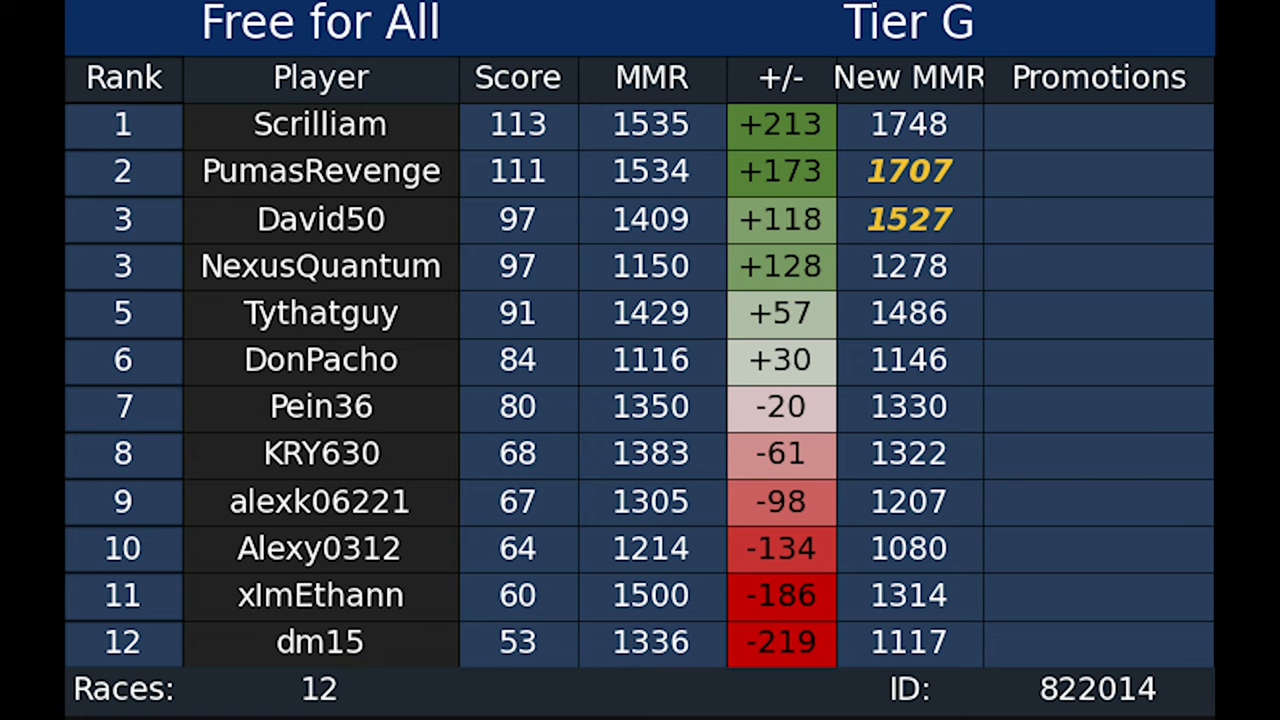 Free for All Tier G
Rank Player Score MMR +/- New MMR Promotions
1 Scrilliam 113 1535 +213 1748
2 PumasRevenge 111 1534 +173 1707
3 David50 97 1409 +118 1527
3 NexusQuantum 97 1150 +128 1278
5 Tythatguy 91 1429 +57 1486
6 DonPacho 84 1116 +30 1146
7 Pein36 80 1350 -20 1330
8 KRY630 68 1383 -61 1322
9 alexk06221 67 1305 -98 1207
10 Alexy0312 64 1214 -134 1080
11 xImEthann 60 1500 -186 1314
12 dm15 53 1336 -219 1117
Races: 12 ID: 822014